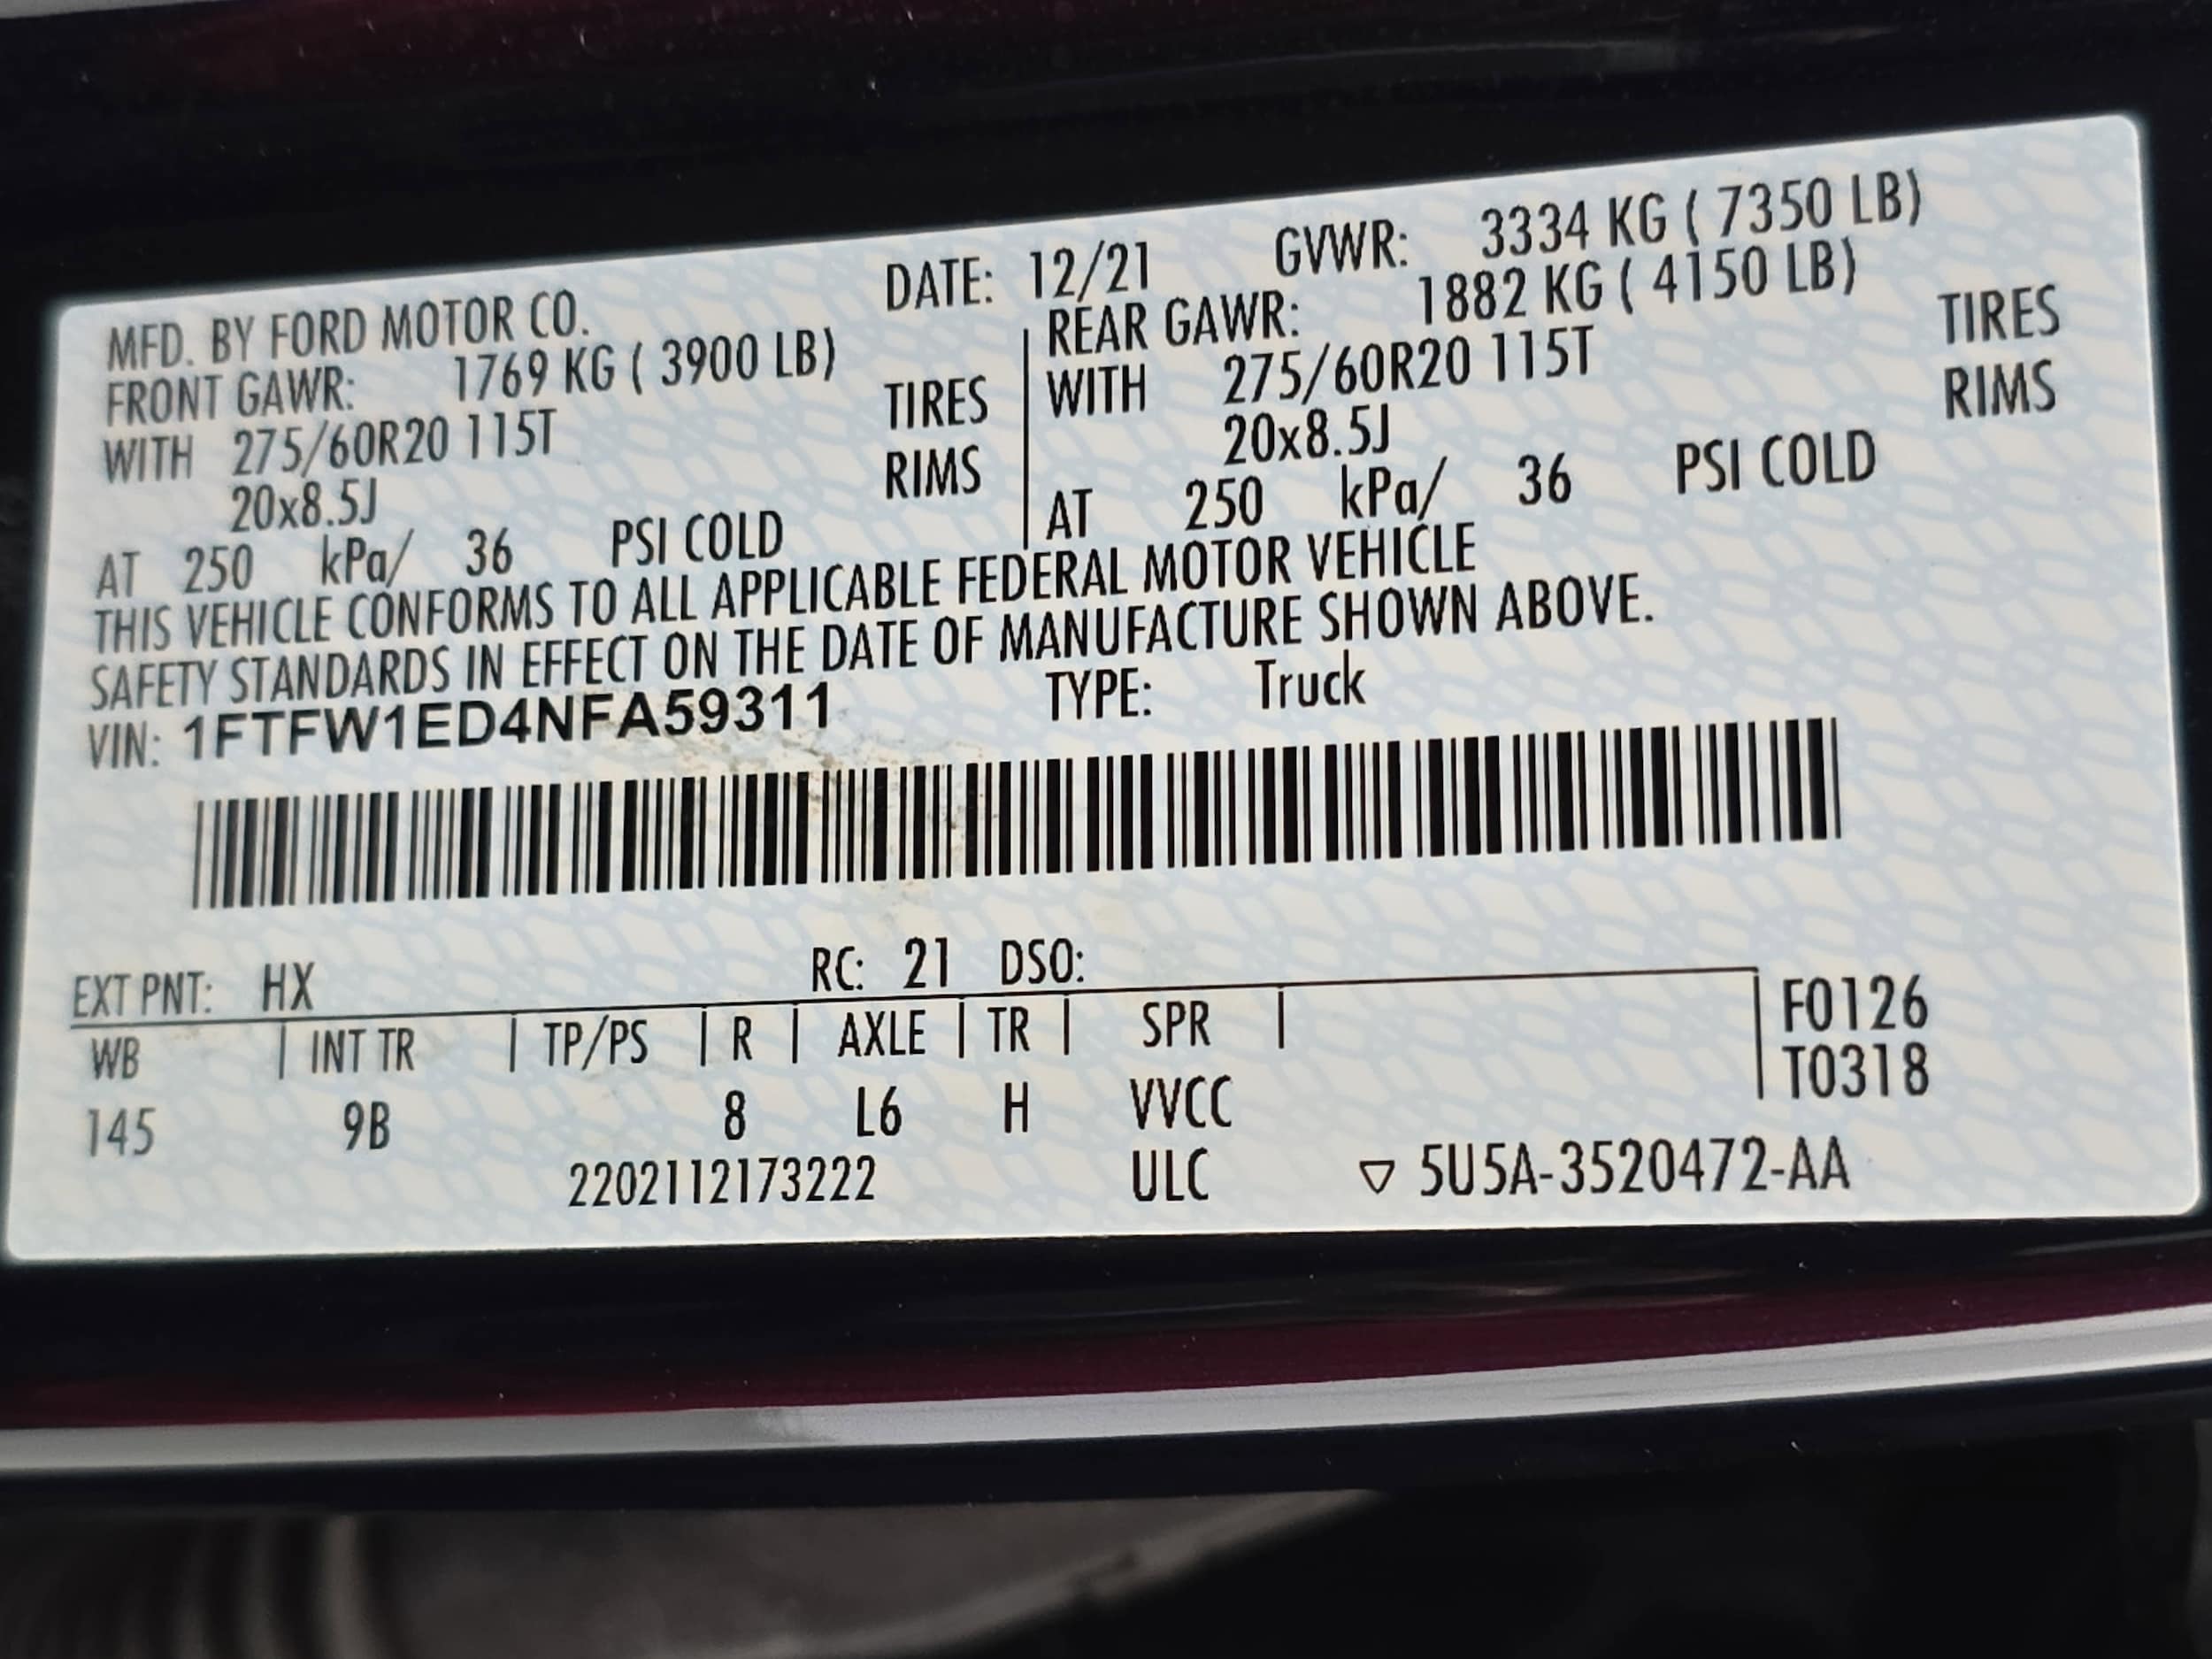 MFD. BY FORD MOTOR CO. DATE: 12/21 GVWR: 3334 KG ( 7350 LB)
FRONT GAWR: 1769 KG ( 3900 LB) REAR GAWR: 1882 KG ( 4150 LB)
WITH 275/60R20 115T TIRES WITH 275/60R20 115T TIRES
20x8.5J RIMS 20x8.5J RIMS
AT 250 kPa/ 36 PSI COLD AT 250 kPa/ 36 PSI COLD
THIS VEHICLE CONFORMS TO ALL APPLICABLE FEDERAL MOTOR VEHICLE
SAFETY STANDARDS IN EFFECT ON THE DATE OF MANUFACTURE SHOWN ABOVE.
VIN: 1FTFW1ED4NFA59311 TYPE: Truck
EXT PNT: HX RC: 21 DSO:
WB | INT TR | TP/PS | R | AXLE | TR | SPR | F0126
T0318
145 9B 8 L6 H VVCC
2202112173222 ULC ▽ 5U5A-3520472-AA